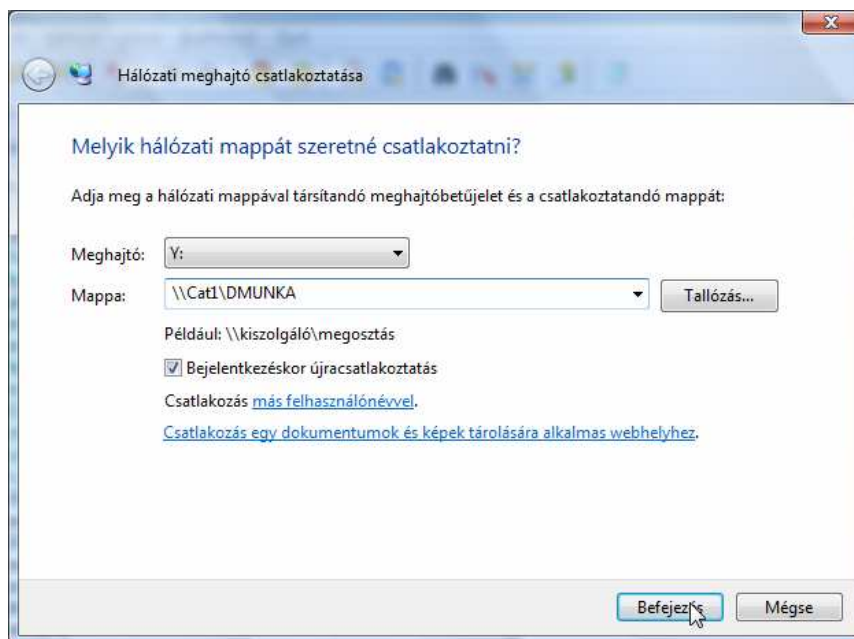 Hálózati meghajtó csatlakoztatása
Melyik hálózati mappát szeretné csatlakoztatni?
Adja meg a hálózati mappával társítandó meghajtóbetűjelet és a csatlakoztatandó mappát:
Meghajtó: Y:
Mappa: \\Cat1\DMUNKA Tallózás...
Például: \\kiszolgáló\megosztás
Bejelentkezéskor újracsatlakoztatás
Csatlakozás más felhasználónévvel.
Csatlakozás egy dokumentumok és képek tárolására alkalmas webhelyhez.
Befejezés Mégse